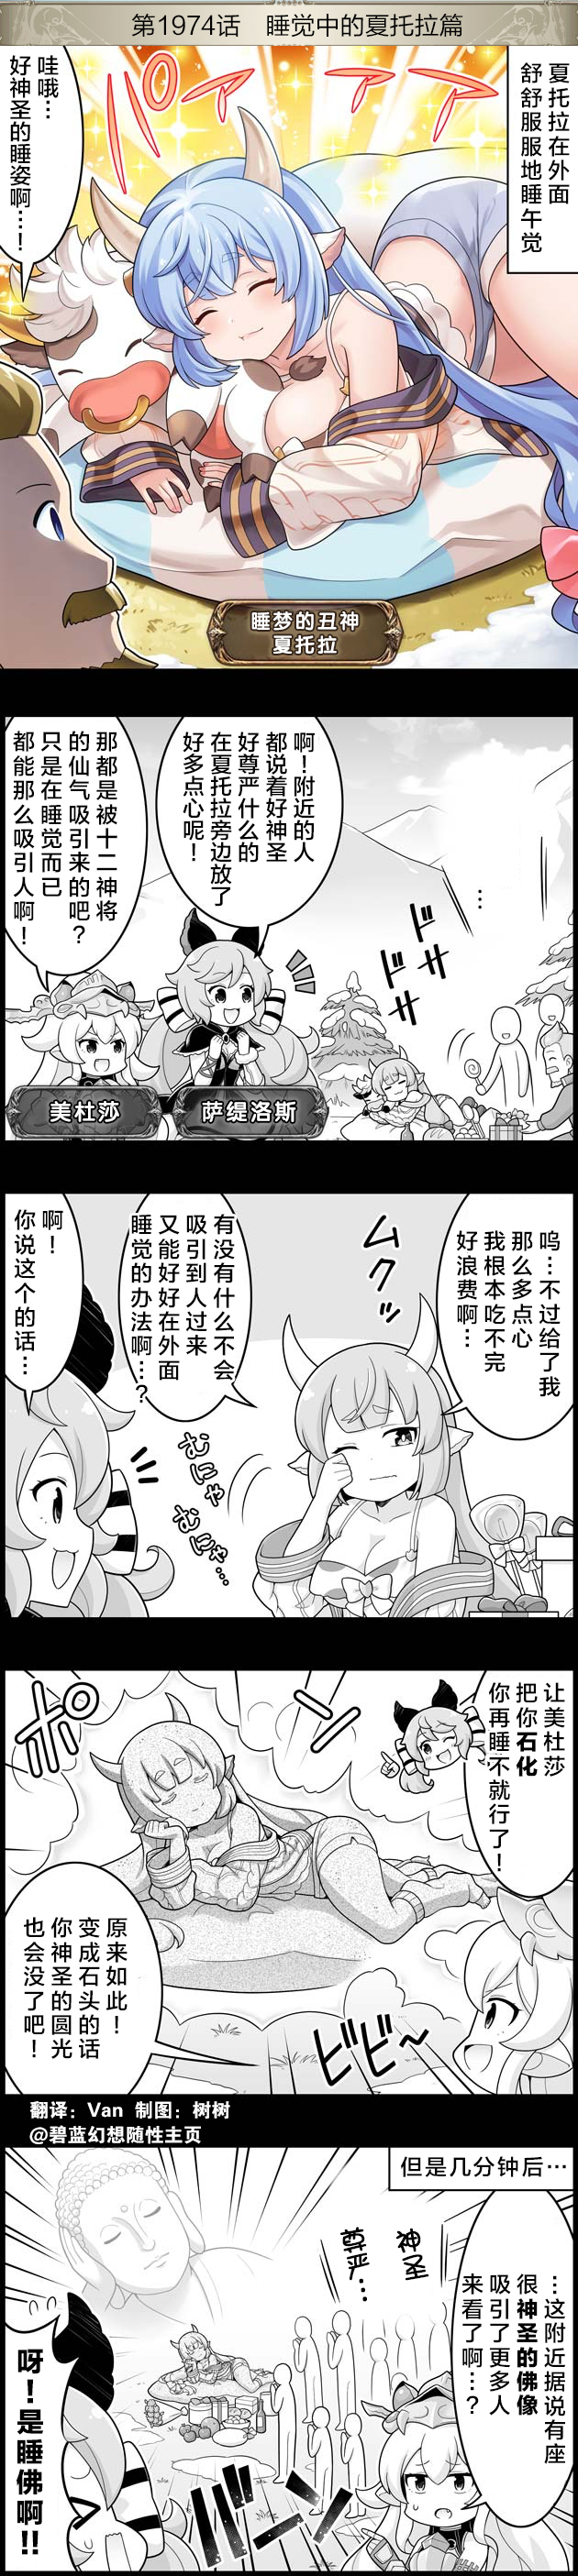 第1974话　睡觉中的夏托拉篇
夏托拉在外面
舒舒服服地睡午觉
パアアア
哇哦…
好神圣的睡姿啊…！
睡梦的丑神
夏托拉
…
啊！附近的人
都说着好神圣
好尊严什么的
在夏托拉旁边放了
好多点心呢！
ドサ
ドサ
那都是被十二神将
的仙气吸引来的吧？
只是在睡觉而已
都能那么吸引人啊！
萨缇洛斯
美杜莎
呜…不过给了我
那么多点心
我根本吃不完
好浪费啊…
ムクッ
有没有什么不会
吸引到人过来
又能好好在外面
睡觉的办法啊…？
むにゃ
むにゃ…
啊！
你说这个的话…
让美杜莎
把你石化
你再睡不就行了！
ポンッ
原来如此！
变成石头的话
你神圣的圆光
也会没了吧！
ビビ～
翻译：Van 制图：树树
@碧蓝幻想随性主页
但是几分钟后…
…这附近据说有座
很神圣的佛像
吸引了更多人
来看了啊…？
神圣
尊严…
呀！是睡佛啊!!
バーン